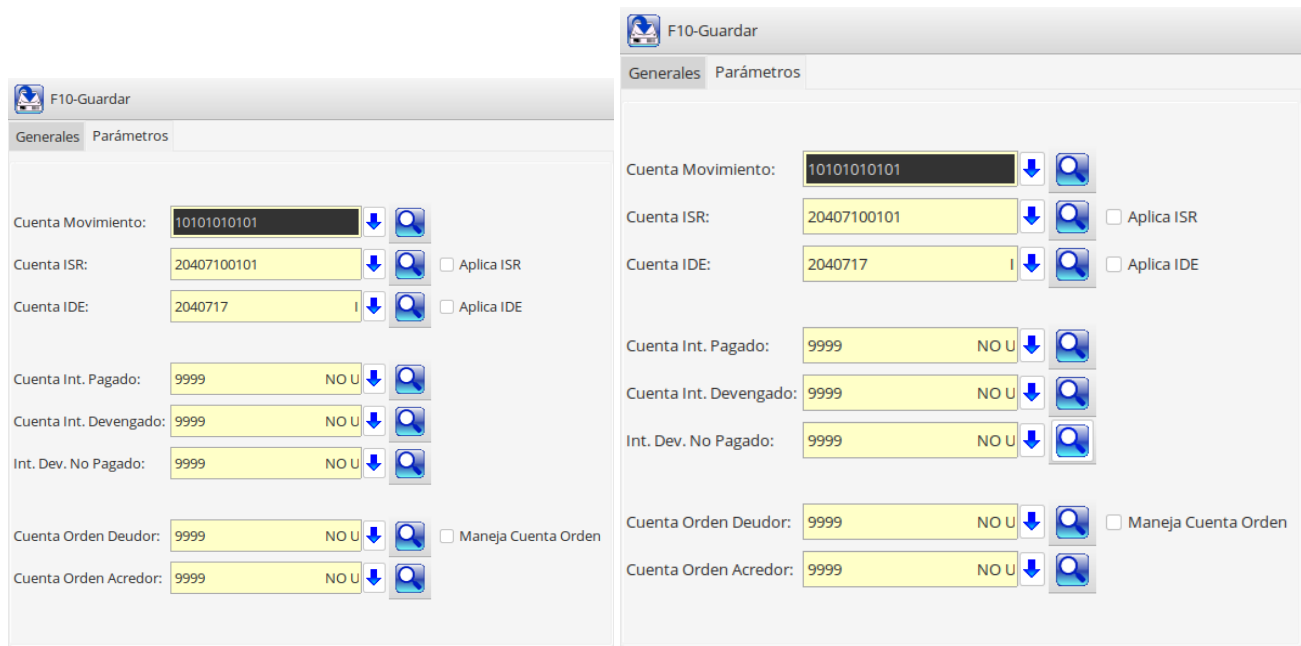 F10-Guardar
Generales Parámetros
Cuenta Movimiento: 10101010101
Cuenta ISR: 20407100101 Aplica ISR
Cuenta IDE: 2040717 I Aplica IDE
Cuenta Int. Pagado: 9999 NO U
Cuenta Int. Devengado: 9999 NO U
Int. Dev. No Pagado: 9999 NO U
Cuenta Orden Deudor: 9999 NO U Maneja Cuenta Orden
Cuenta Orden Acredor: 9999 NO U
F10-Guardar
Generales Parámetros
Cuenta Movimiento: 10101010101
Cuenta ISR: 20407100101 Aplica ISR
Cuenta IDE: 2040717 I Aplica IDE
Cuenta Int. Pagado: 9999 NO U
Cuenta Int. Devengado: 9999 NO U
Int. Dev. No Pagado: 9999 NO U
Cuenta Orden Deudor: 9999 NO U Maneja Cuenta Orden
Cuenta Orden Acredor: 9999 NO U